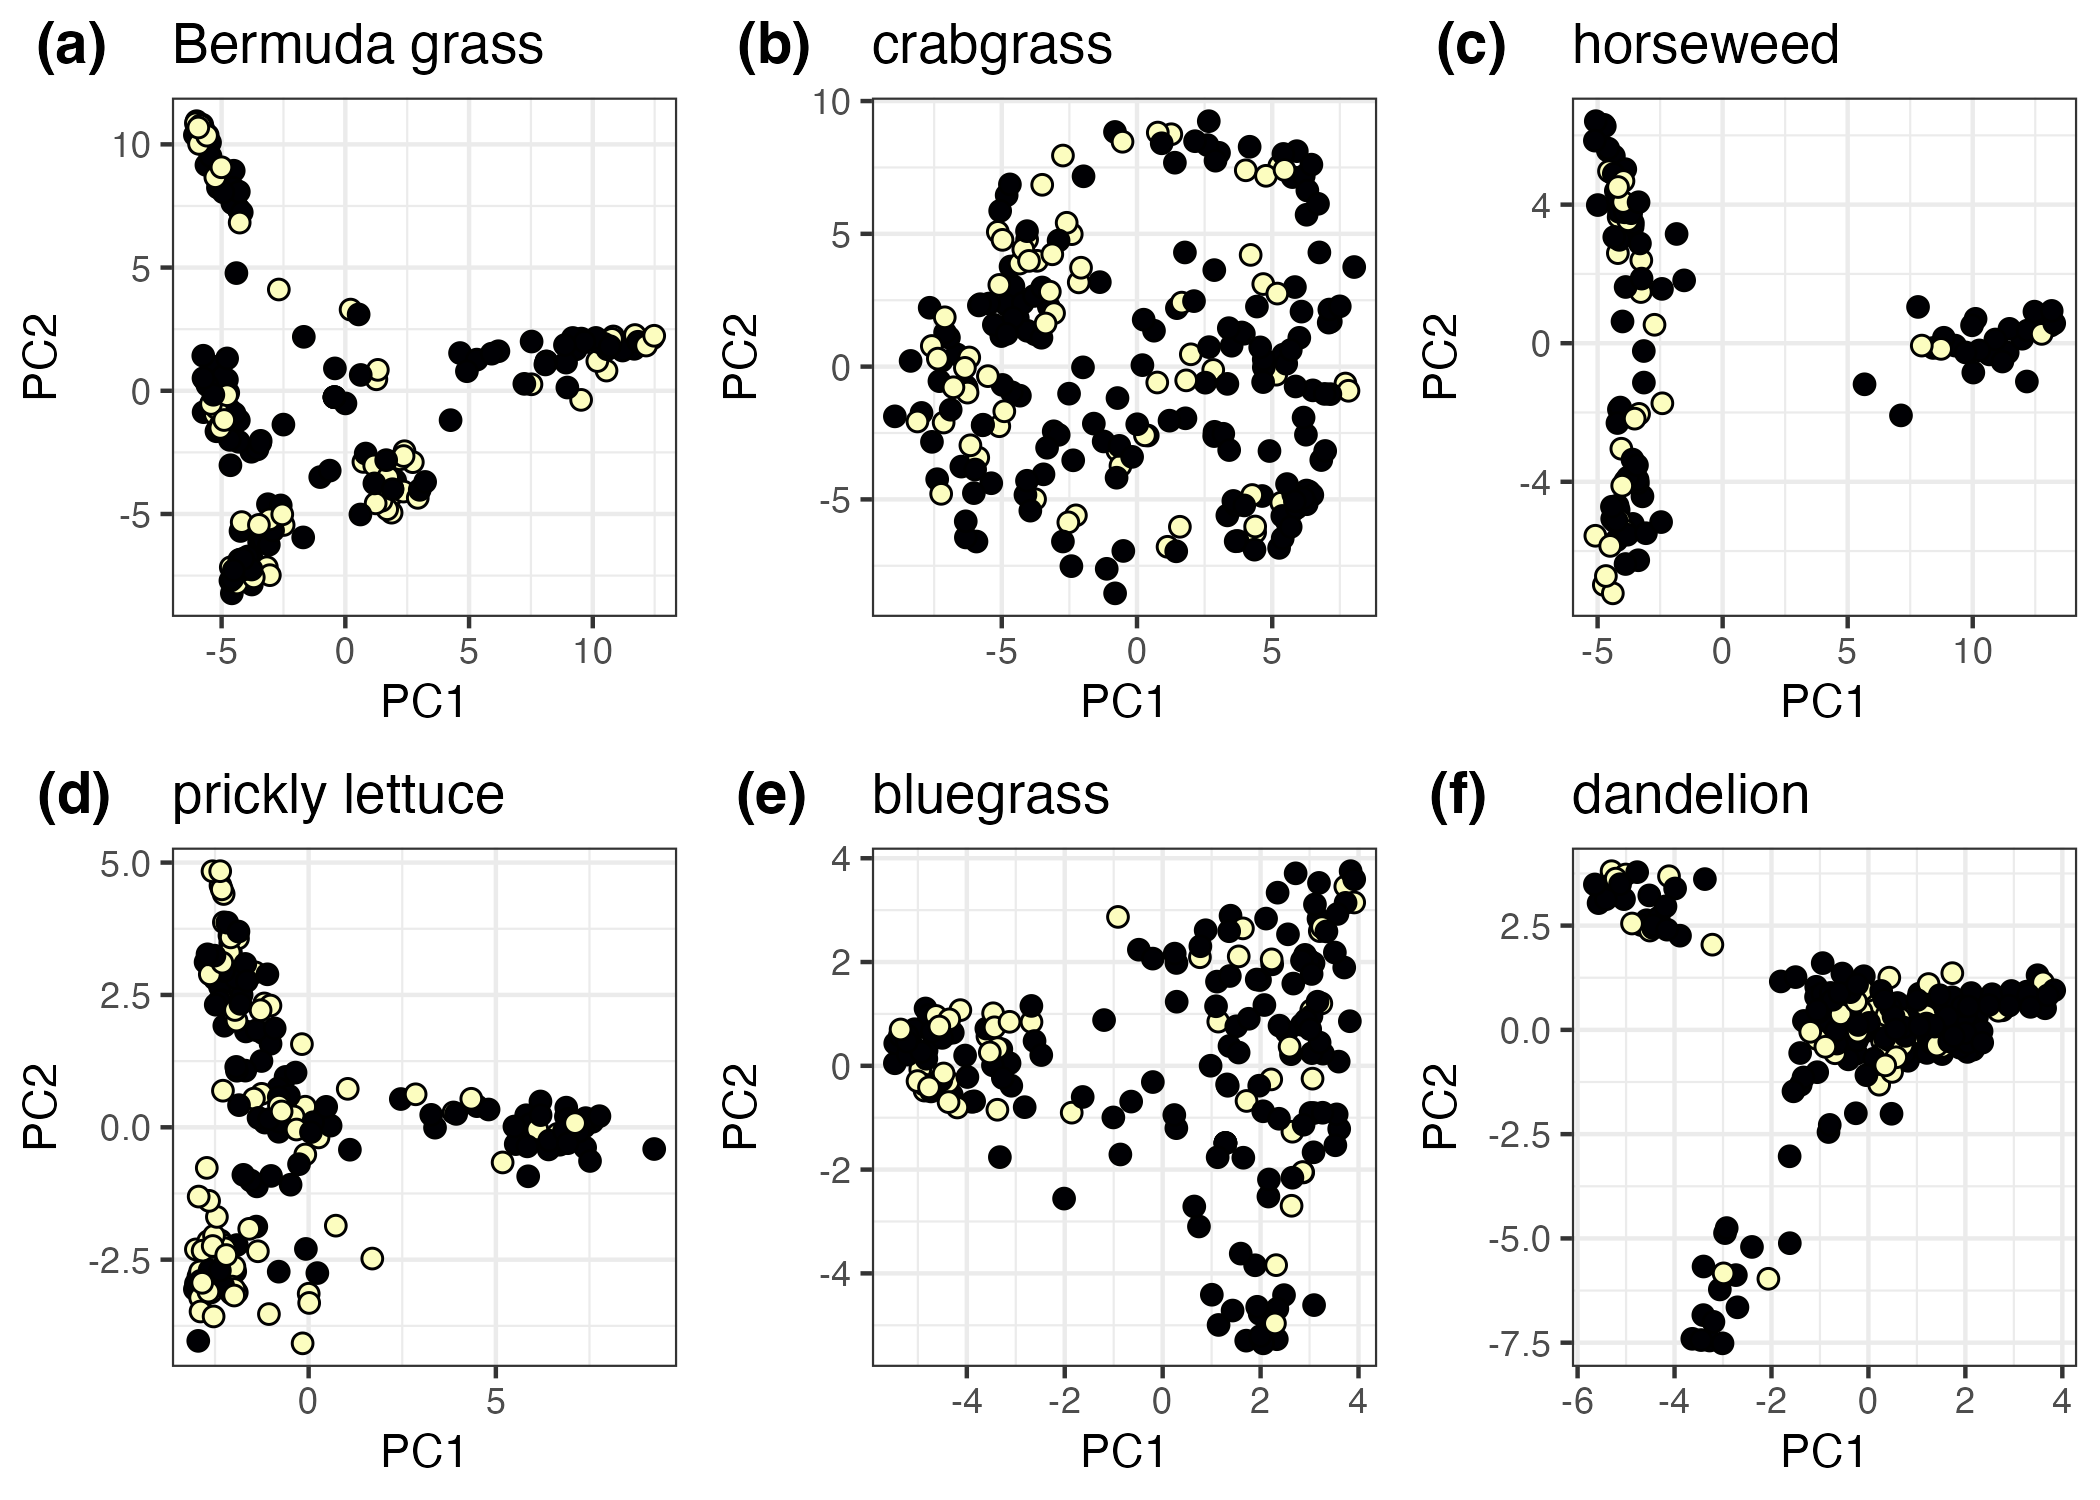 (a) Bermuda grass
(b) crabgrass
(c) horseweed
10
5
0
-5
PC2
-5 0 5 10
PC1
10
5
0
-5
PC2
-5 0 5
PC1
4
0
-4
PC2
-5 0 5 10
PC1
(d) prickly lettuce
(e) bluegrass
(f) dandelion
5.0
2.5
0.0
-2.5
PC2
0 5
PC1
4
2
0
-2
-4
PC2
-4 -2 0 2 4
PC1
2.5
0.0
-2.5
-5.0
-7.5
PC2
-6 -4 -2 0 2 4
PC1